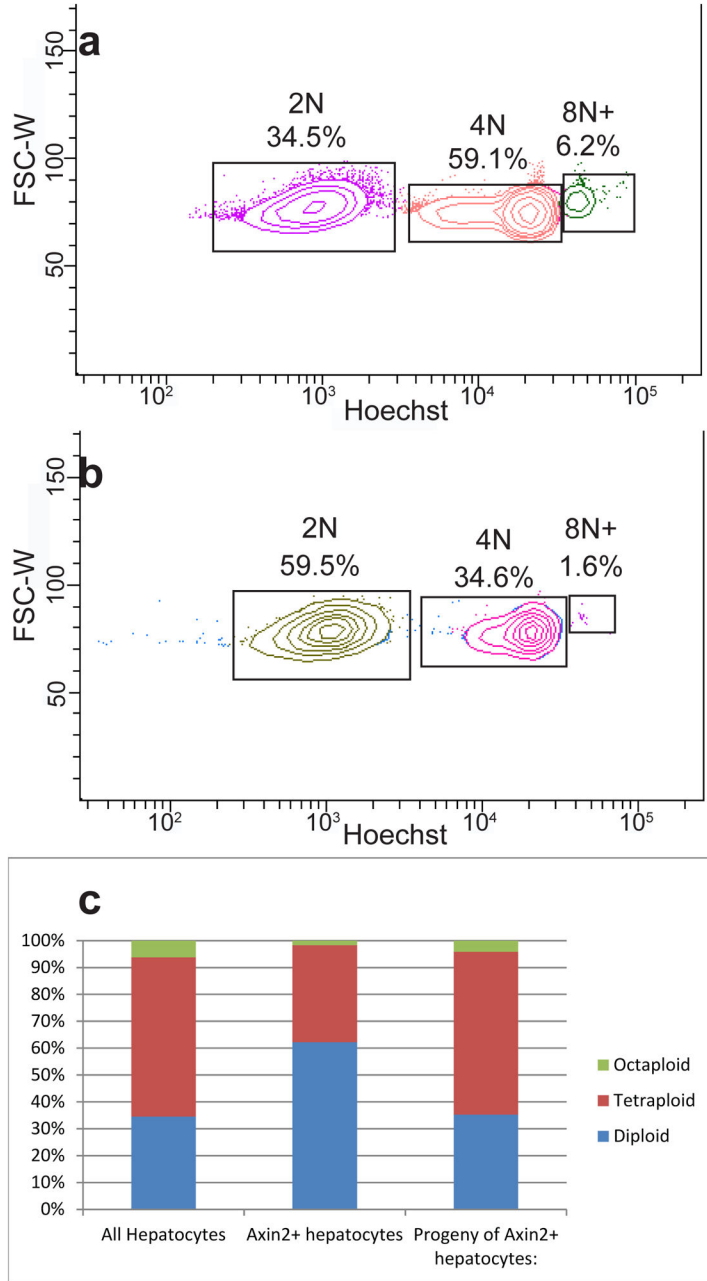 a
150
100
50
FSC-W
2N
34.5%
4N
59.1%
8N+
6.2%
10²
10³
10⁴
10⁵
Hoechst
b
150
100
50
FSC-W
2N
59.5%
4N
34.6%
8N+
1.6%
10²
10³
10⁴
10⁵
Hoechst
c
100%
90%
80%
70%
60%
50%
40%
30%
20%
10%
0%
All Hepatocytes
Axin2+ hepatocytes
Progeny of Axin2+
hepatocytes:
Octaploid
Tetraploid
Diploid